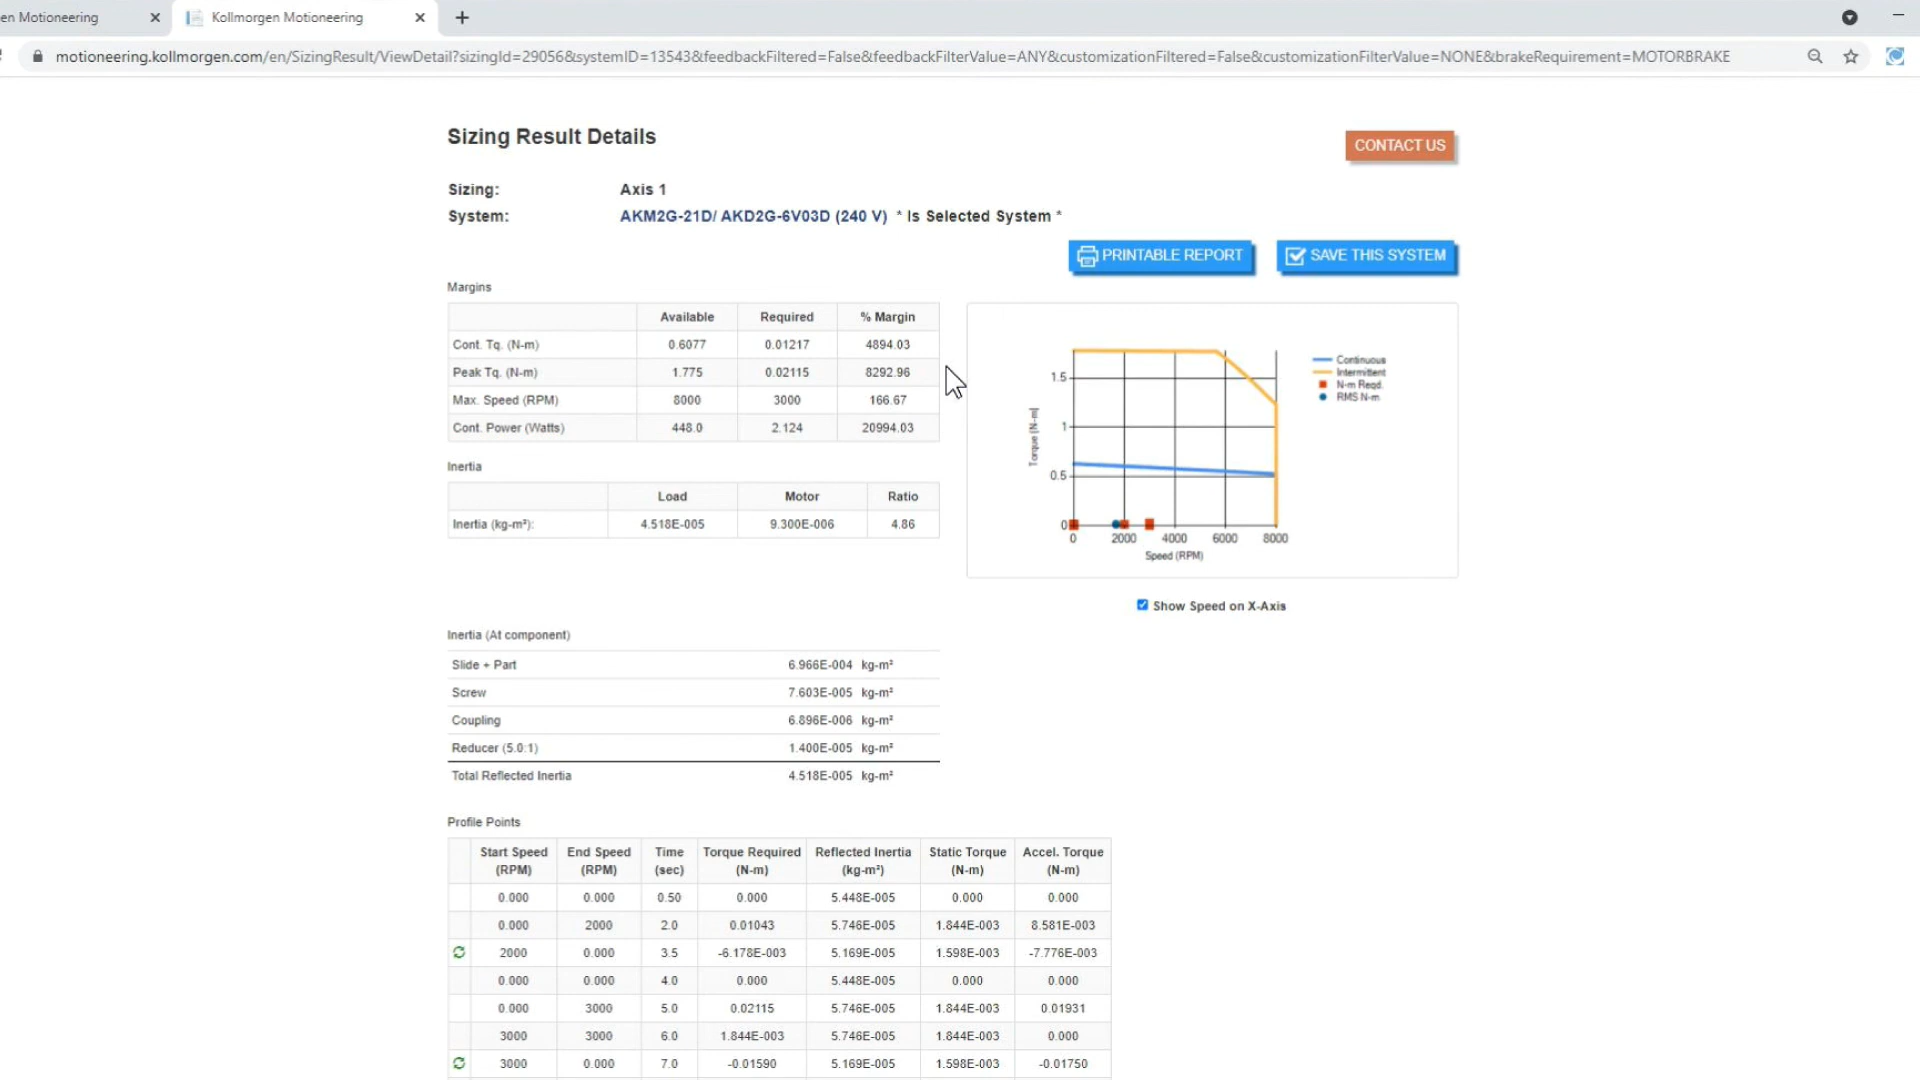 en Motioneering
Kollmorgen Motioneering
motioneering.kollmorgen.com/en/SizingResult/ViewDetail?sizingId=29056&systemID=13543&feedbackFiltered=False&feedbackFilterValue=ANY&customizationFiltered=False&customizationFilterValue=NONE&brakeRequirement=MOTORBRAKE
Sizing Result Details
CONTACT US
Sizing: Axis 1
System: AKM2G-21D/ AKD2G-6V03D (240 V) * Is Selected System *
PRINTABLE REPORT
SAVE THIS SYSTEM
Margins
Available Required % Margin
Cont. Tq. (N-m) 0.6077 0.01217 4894.03
Peak Tq. (N-m) 1.775 0.02115 8292.96
Max. Speed (RPM) 8000 3000 166.67
Cont. Power (Watts) 448.0 2.124 20994.03
Inertia
Load Motor Ratio
Inertia (kg-m²): 4.518E-005 9.300E-006 4.86
Torque (N-m)
1.5
1
0.5
0
0 2000 4000 6000 8000
Speed (RPM)
Continuous
Intermittent
N-m Reqd.
RMS N-m
Show Speed on X-Axis
Inertia (At component)
Slide + Part 6.966E-004 kg-m²
Screw 7.603E-005 kg-m²
Coupling 6.896E-006 kg-m²
Reducer (5.0:1) 1.400E-005 kg-m²
Total Reflected Inertia 4.518E-005 kg-m²
Profile Points
Start Speed (RPM) End Speed (RPM) Time (sec) Torque Required (N-m) Reflected Inertia (kg-m²) Static Torque (N-m) Accel. Torque (N-m)
0.000 0.000 0.50 0.000 5.448E-005 0.000 0.000
0.000 2000 2.0 0.01043 5.746E-005 1.844E-003 8.581E-003
2000 0.000 3.5 -6.178E-003 5.169E-005 1.598E-003 -7.776E-003
0.000 0.000 4.0 0.000 5.448E-005 0.000 0.000
0.000 3000 5.0 0.02115 5.746E-005 1.844E-003 0.01931
3000 3000 6.0 1.844E-003 5.746E-005 1.844E-003 0.000
3000 0.000 7.0 -0.01590 5.169E-005 1.598E-003 -0.01750